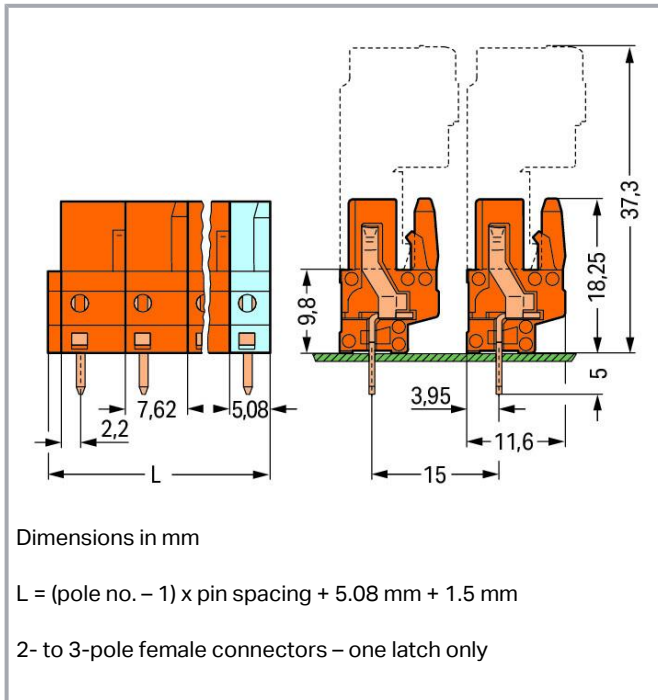 37,3
18,25
9,8
5
7,62
5,08
2,2
3,95
11,6
L
15
Dimensions in mm
L = (pole no. – 1) x pin spacing + 5.08 mm + 1.5 mm
2- to 3-pole female connectors – one latch only